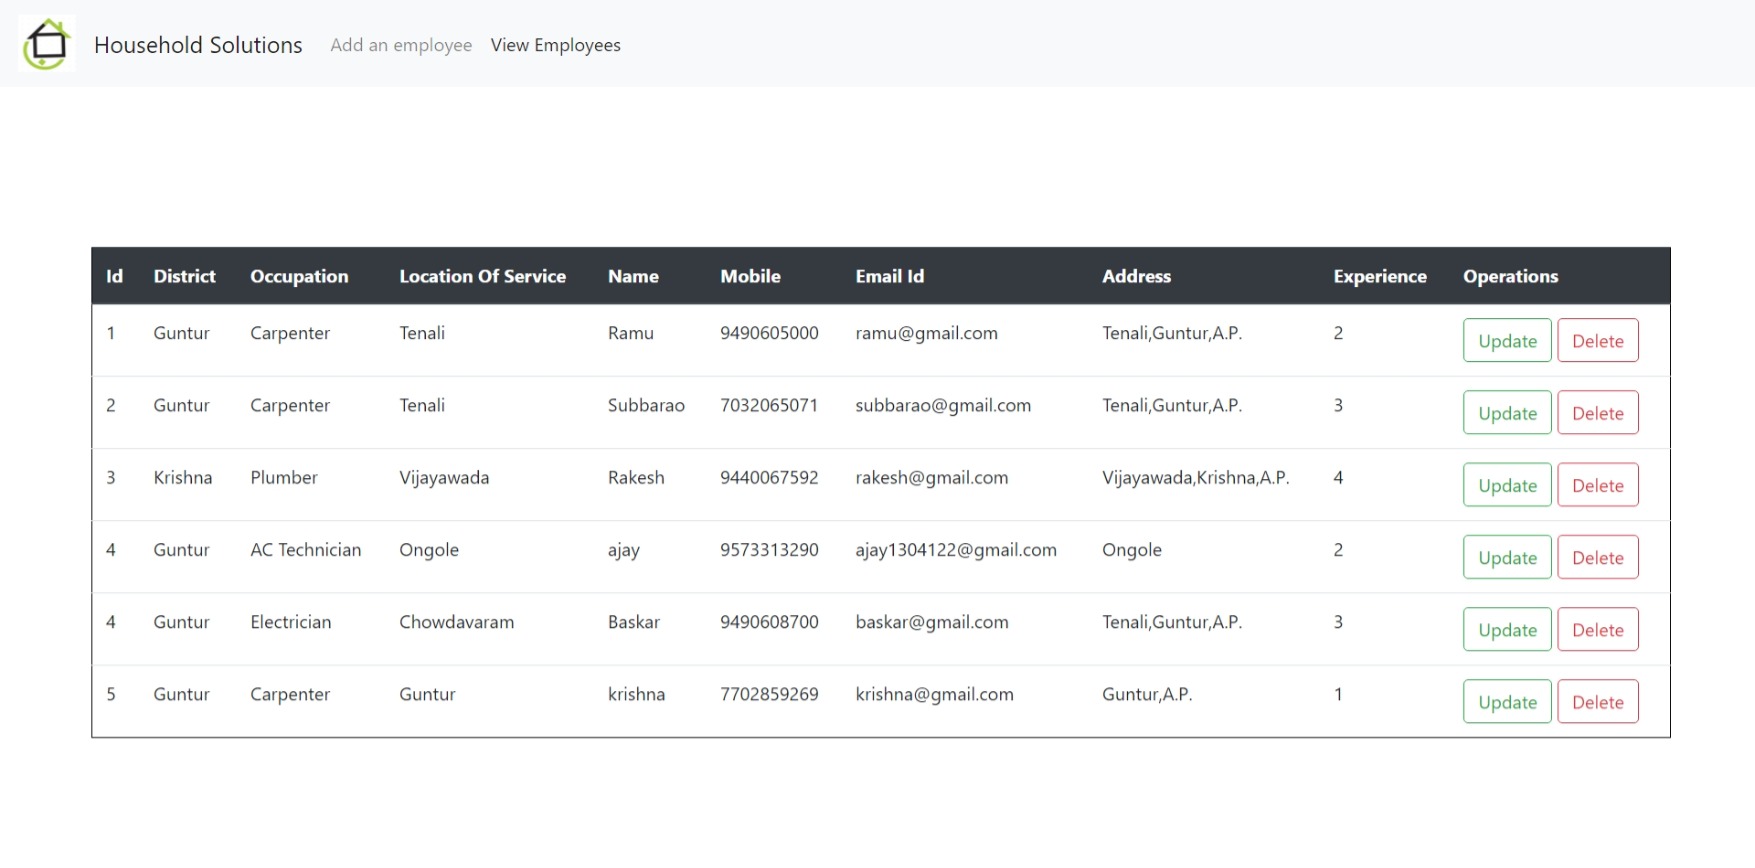 Household Solutions Add an employee View Employees
Id District Occupation Location Of Service Name Mobile Email Id Address Experience Operations
1 Guntur Carpenter Tenali Ramu 9490605000 ramu@gmail.com Tenali,Guntur,A.P. 2 Update Delete
2 Guntur Carpenter Tenali Subbarao 7032065071 subbarao@gmail.com Tenali,Guntur,A.P. 3 Update Delete
3 Krishna Plumber Vijayawada Rakesh 9440067592 rakesh@gmail.com Vijayawada,Krishna,A.P. 4 Update Delete
4 Guntur AC Technician Ongole ajay 9573313290 ajay1304122@gmail.com Ongole 2 Update Delete
4 Guntur Electrician Chowdavaram Baskar 9490608700 baskar@gmail.com Tenali,Guntur,A.P. 3 Update Delete
5 Guntur Carpenter Guntur krishna 7702859269 krishna@gmail.com Guntur,A.P. 1 Update Delete